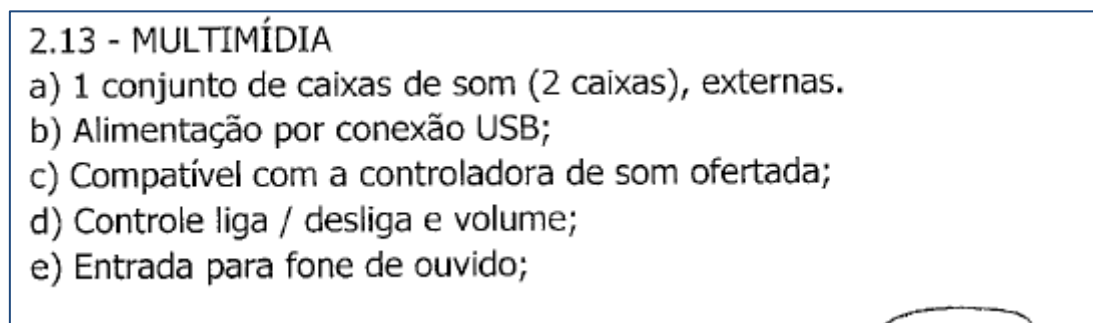 2.13 - MULTIMÍDIA
a) 1 conjunto de caixas de som (2 caixas), externas.
b) Alimentação por conexão USB;
c) Compatível com a controladora de som ofertada;
d) Controle liga / desliga e volume;
e) Entrada para fone de ouvido;